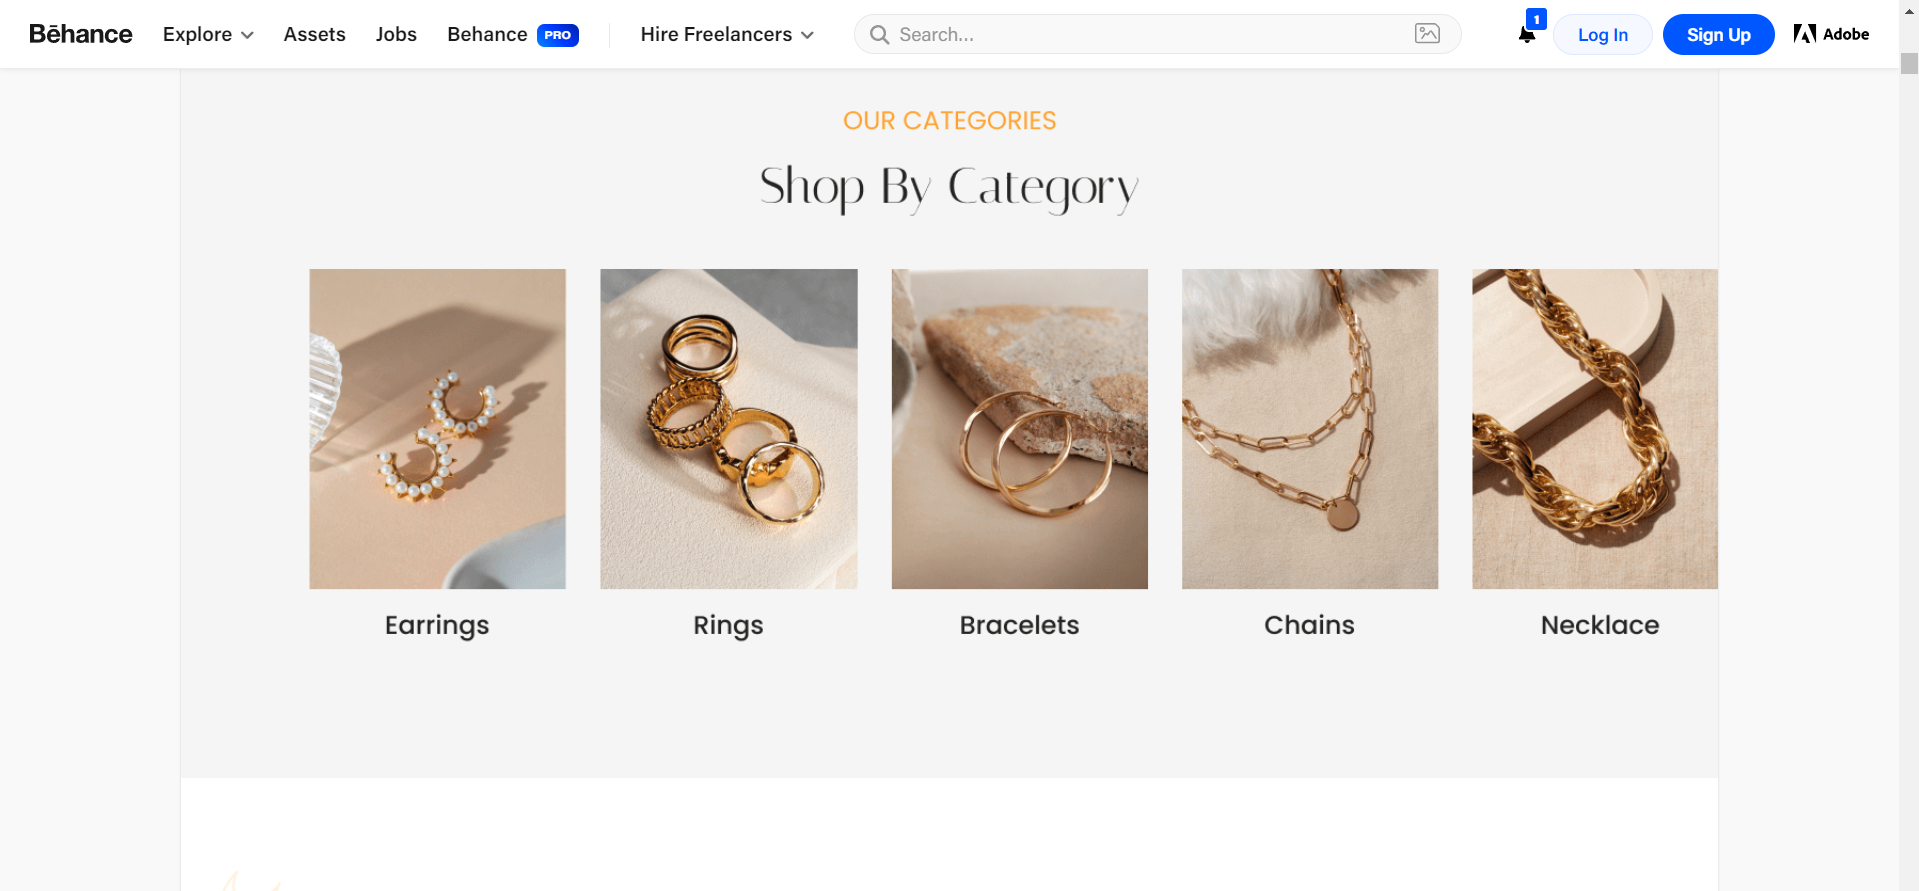 Bēhance Explore Assets Jobs Behance PRO Hire Freelancers Search... 1 Log In Sign Up Adobe
OUR CATEGORIES
Shop By Category
Earrings Rings Bracelets Chains Necklace